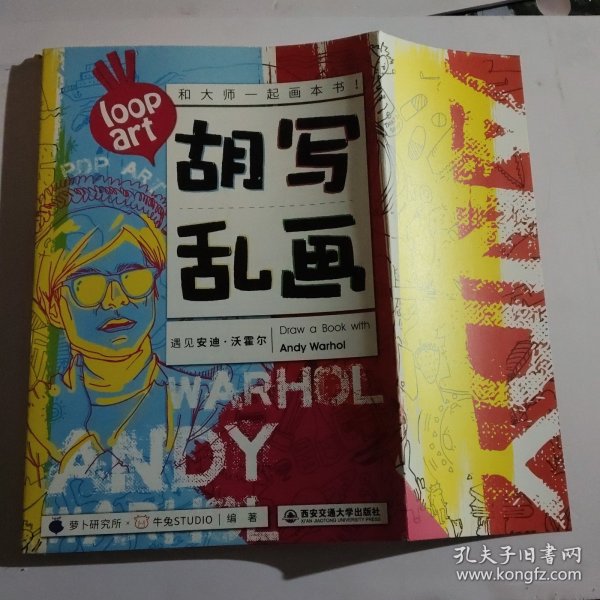 loop
art
和大师一起画本书!
POP ART
胡写
乱画
遇见安迪·沃霍尔
Draw a Book with
Andy Warhol
WARHOL
ANDY
WARHOL
ANDY
萝卜研究所 × 牛兔STUDIO 编 著
西安交通大学出版社
XI'AN JIAOTONG UNIVERSITY PRESS
孔夫子旧书网
www.kongfz.com